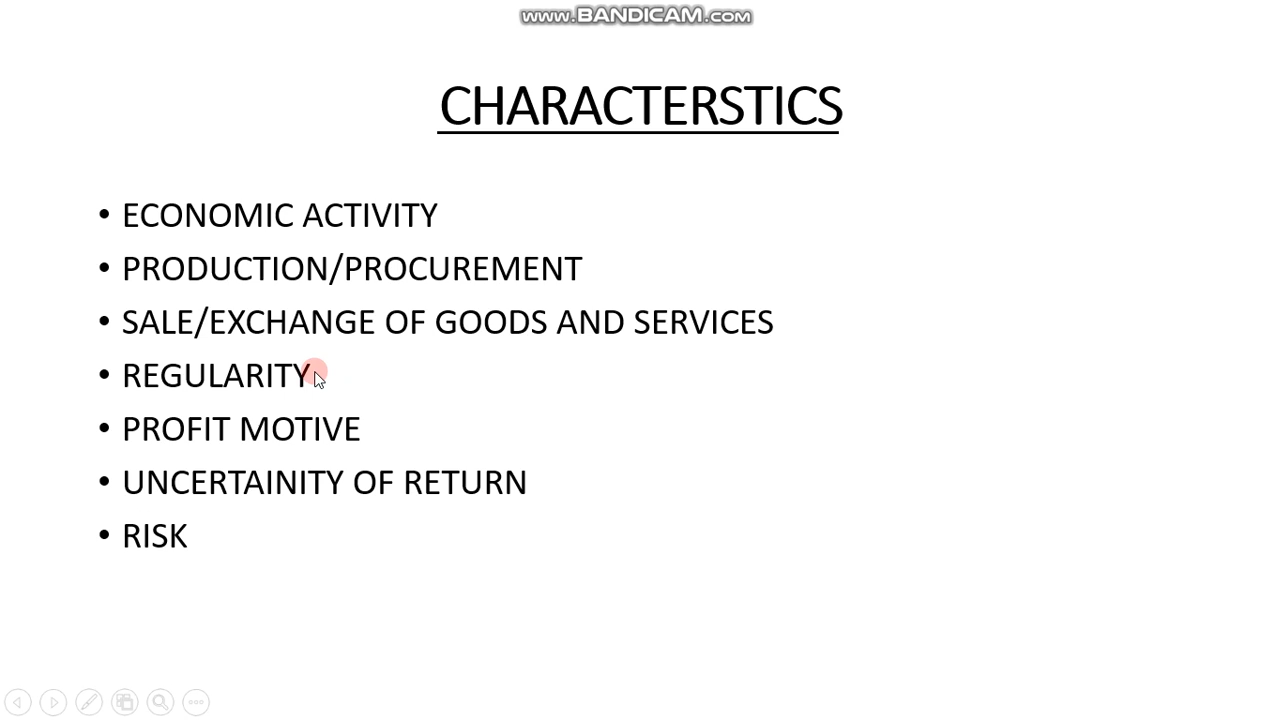 www.BANDICAM.com
CHARACTERSTICS
• ECONOMIC ACTIVITY
• PRODUCTION/PROCUREMENT
• SALE/EXCHANGE OF GOODS AND SERVICES
• REGULARITY
• PROFIT MOTIVE
• UNCERTAINITY OF RETURN
• RISK